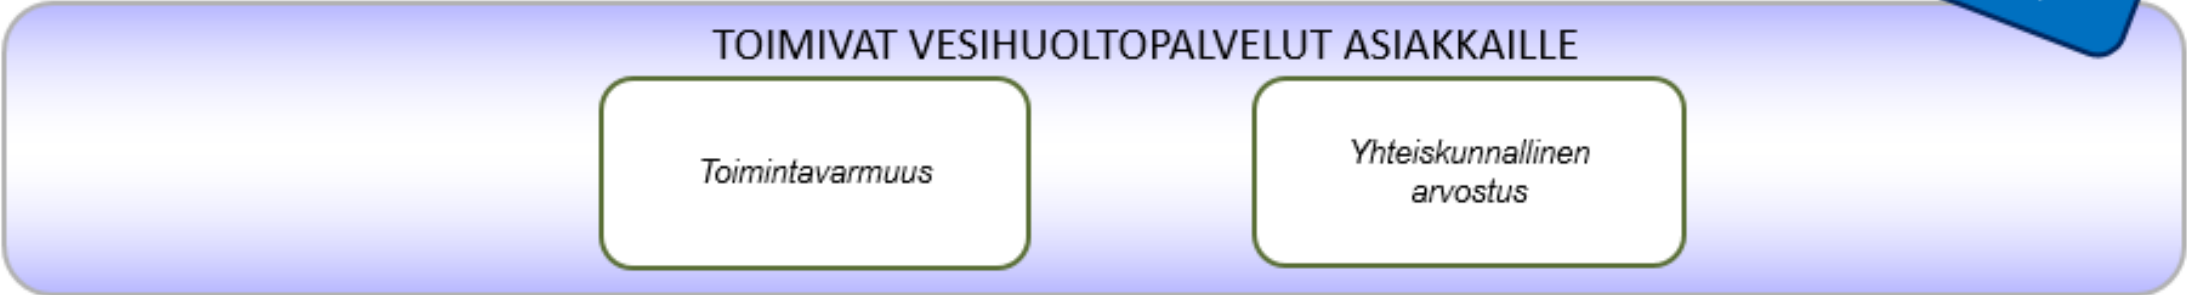 TOIMIVAT VESIHUOLTOPALVELUT ASIAKKAILLE
Toimintavarmuus
Yhteiskunnallinen
arvostus